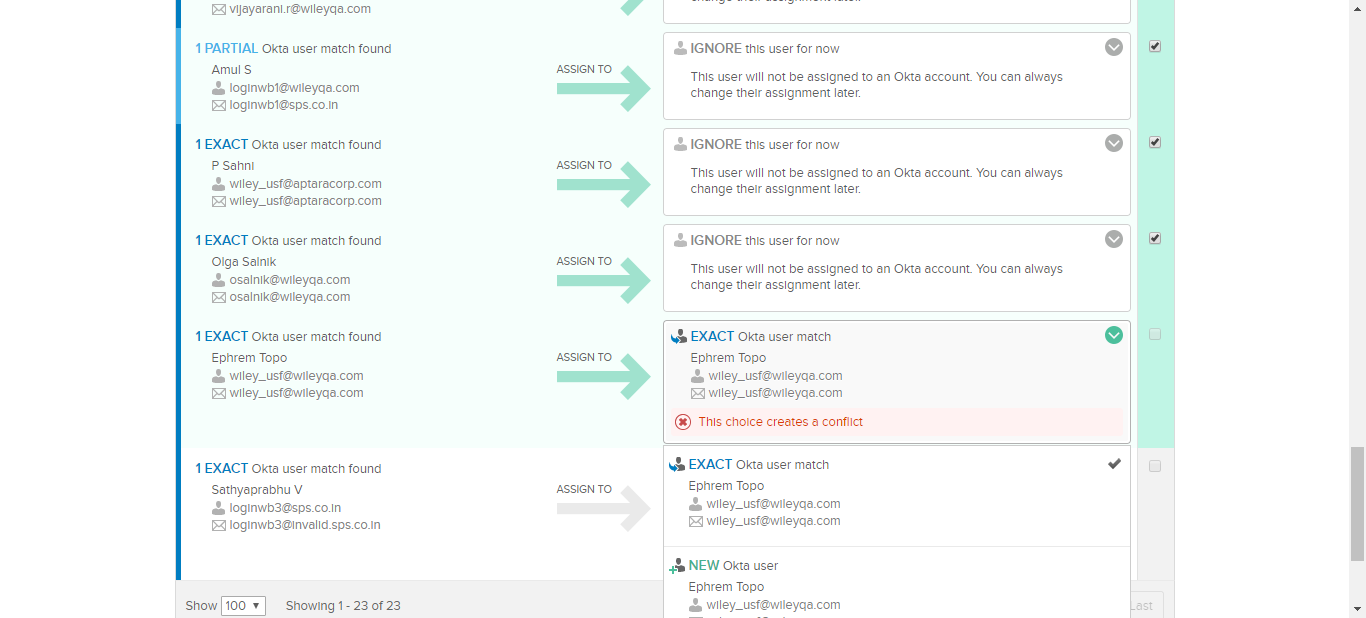 vijayarani.r@wileyqa.com
change their assignment later.
1 PARTIAL Okta user match found
Amul S
loginwb1@wileyqa.com
loginwb1@sps.co.in
ASSIGN TO
IGNORE this user for now
This user will not be assigned to an Okta account. You can always
change their assignment later.
1 EXACT Okta user match found
P Sahni
wiley_usf@aptaracorp.com
wiley_usf@aptaracorp.com
ASSIGN TO
IGNORE this user for now
This user will not be assigned to an Okta account. You can always
change their assignment later.
1 EXACT Okta user match found
Olga Salnik
osalnik@wileyqa.com
osalnik@wileyqa.com
ASSIGN TO
IGNORE this user for now
This user will not be assigned to an Okta account. You can always
change their assignment later.
1 EXACT Okta user match found
Ephrem Topo
wiley_usf@wileyqa.com
wiley_usf@wileyqa.com
ASSIGN TO
EXACT Okta user match
Ephrem Topo
wiley_usf@wileyqa.com
wiley_usf@wileyqa.com
This choice creates a conflict
1 EXACT Okta user match found
Sathyaprabhu V
loginwb3@sps.co.in
loginwb3@invalid.sps.co.in
ASSIGN TO
EXACT Okta user match
Ephrem Topo
wiley_usf@wileyqa.com
wiley_usf@wileyqa.com
NEW Okta user
Ephrem Topo
wiley_usf@wileyqa.com
Show 100 Showing 1 - 23 of 23
Last